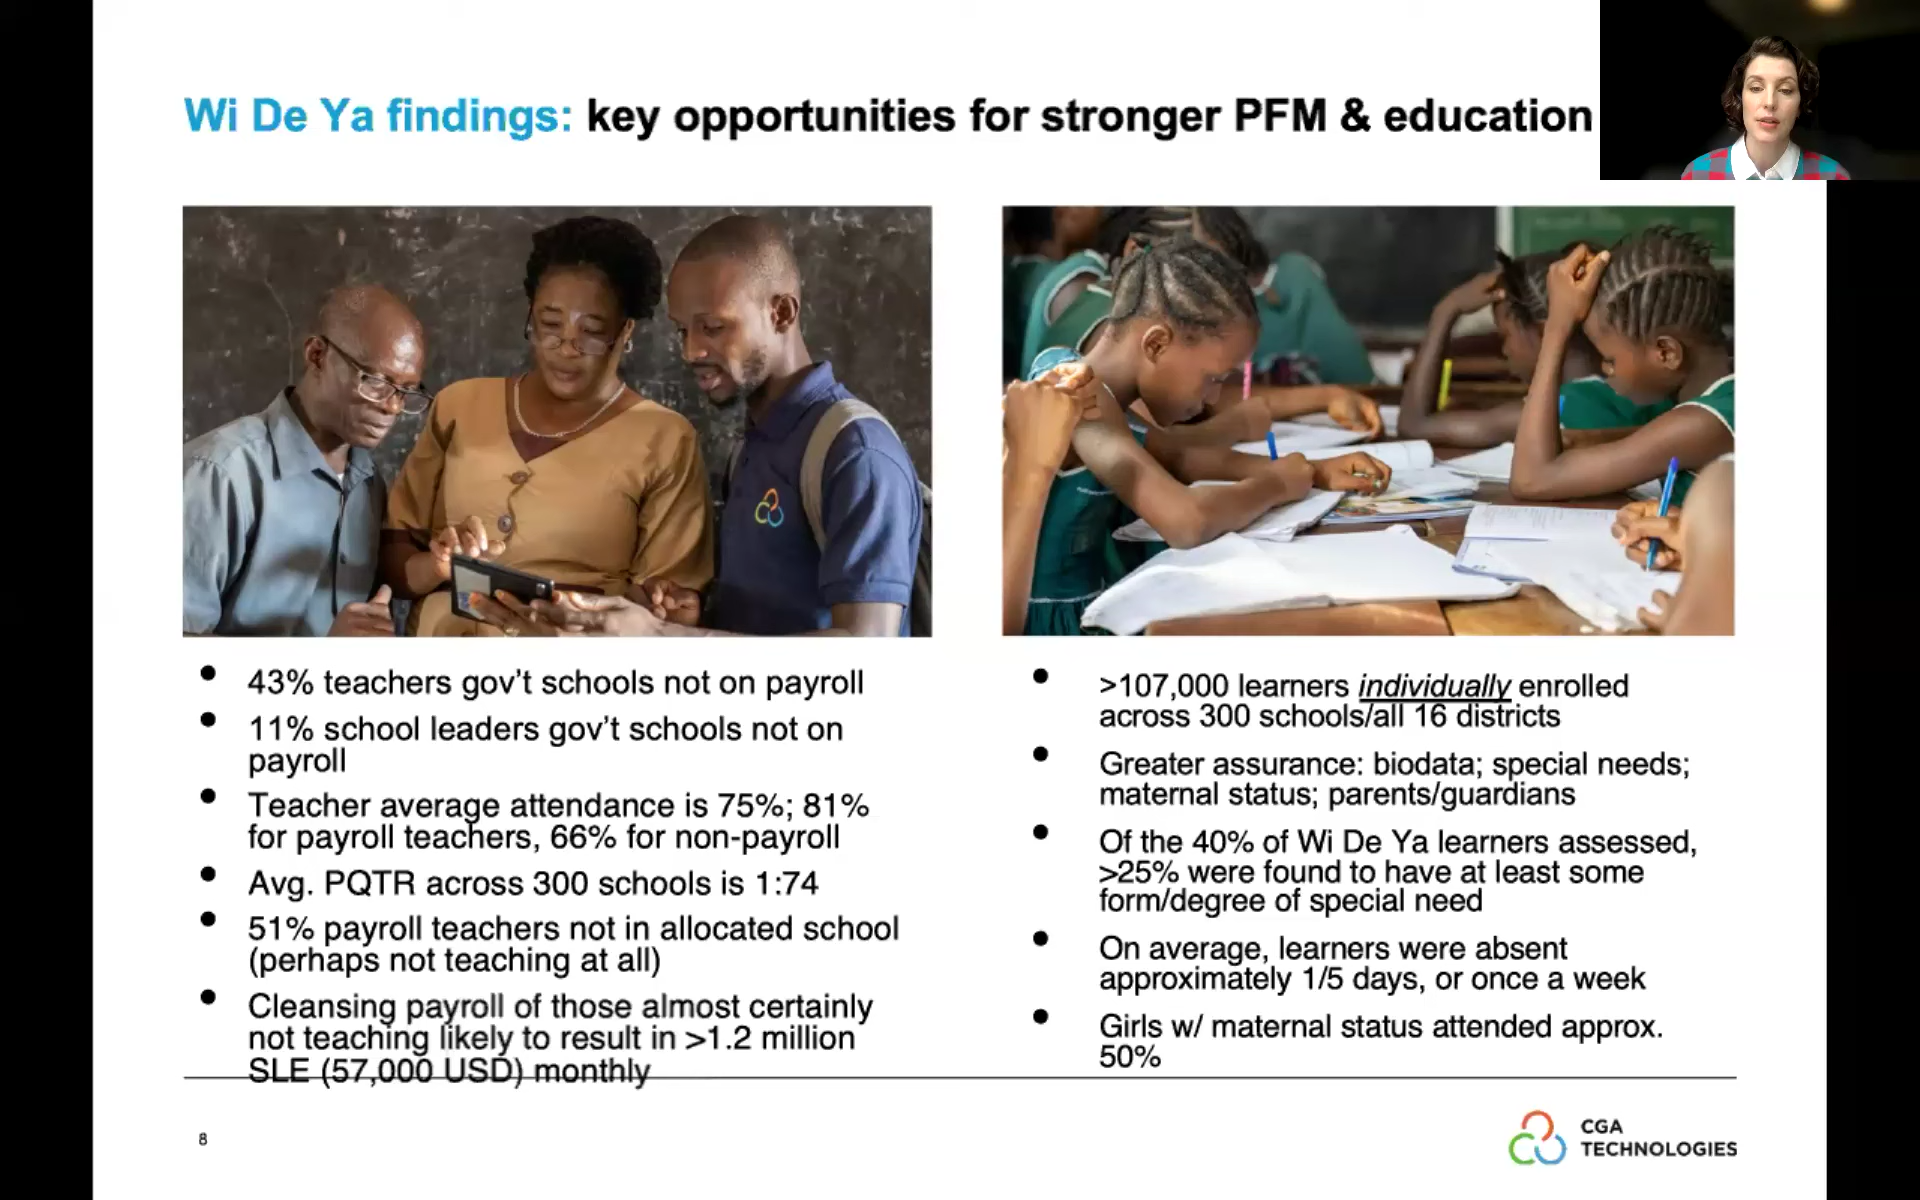 Wi De Ya findings: key opportunities for stronger PFM & education
• 43% teachers gov’t schools not on payroll
• 11% school leaders gov’t schools not on
payroll
• Teacher average attendance is 75%; 81%
for payroll teachers, 66% for non-payroll
• Avg. PQTR across 300 schools is 1:74
• 51% payroll teachers not in allocated school
(perhaps not teaching at all)
• Cleansing payroll of those almost certainly
not teaching likely to result in >1.2 million
SLE (57,000 USD) monthly
• >107,000 learners individually enrolled
across 300 schools/all 16 districts
• Greater assurance: biodata; special needs;
maternal status; parents/guardians
• Of the 40% of Wi De Ya learners assessed,
>25% were found to have at least some
form/degree of special need
• On average, learners were absent
approximately 1/5 days, or once a week
• Girls w/ maternal status attended approx.
50%
8
CGA
TECHNOLOGIES